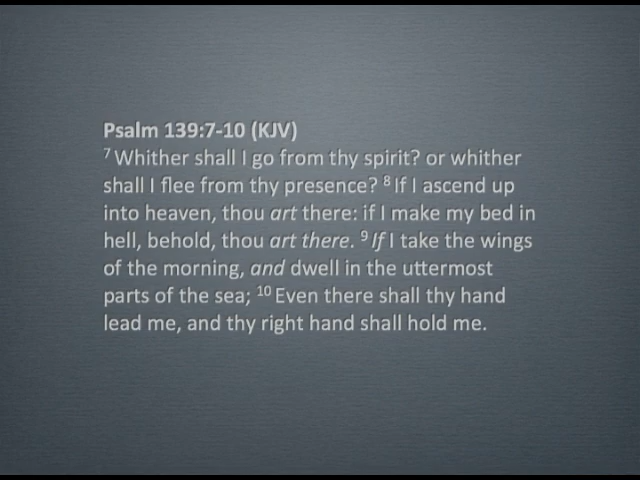 Psalm 139:7-10 (KJV)
7 Whither shall I go from thy spirit? or whither
shall I flee from thy presence? 8 If I ascend up
into heaven, thou art there: if I make my bed in
hell, behold, thou art there. 9 If I take the wings
of the morning, and dwell in the uttermost
parts of the sea; 10 Even there shall thy hand
lead me, and thy right hand shall hold me.